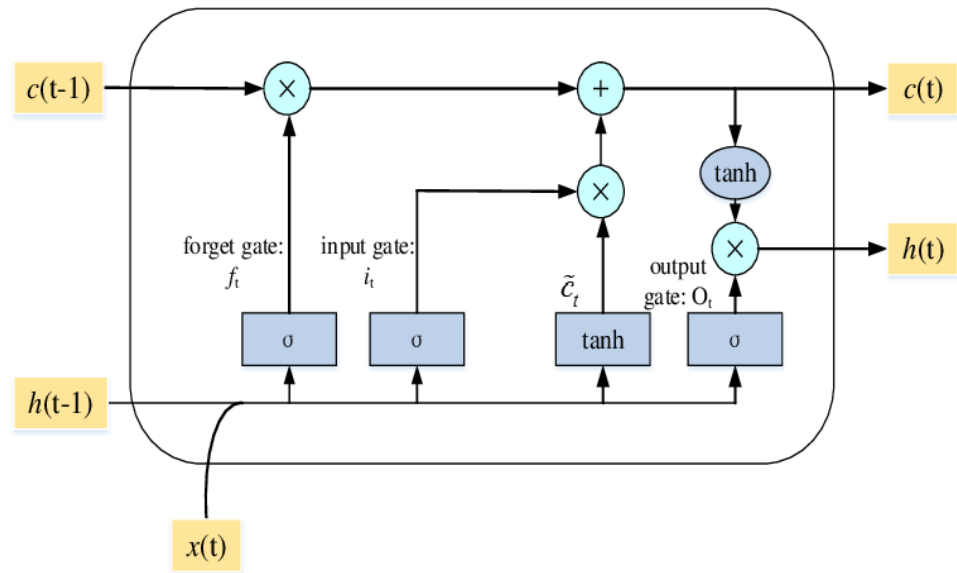 c(t-1)
×
+
c(t)
tanh
×
×
h(t)
forget gate:
fₜ
input gate:
iₜ
c̃ₜ
output
gate: Oₜ
σ
σ
tanh
σ
h(t-1)
x(t)